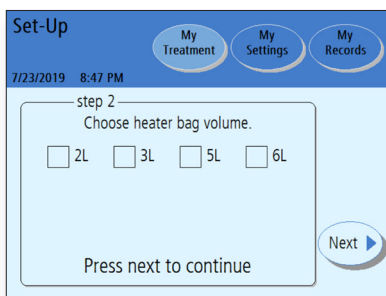 Set-Up
My
Treatment
My
Settings
My
Records
7/23/2019 8:47 PM
step 2
Choose heater bag volume.
2L 3L 5L 6L
Next
Press next to continue